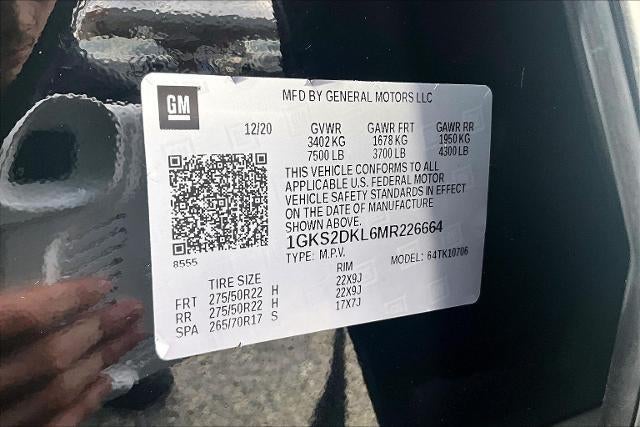 GM
MFD BY GENERAL MOTORS LLC
12/20 GVWR GAWR FRT GAWR RR
3402 KG 1678 KG 1950 KG
7500 LB 3700 LB 4300 LB
THIS VEHICLE CONFORMS TO ALL
APPLICABLE U.S. FEDERAL MOTOR
VEHICLE SAFETY STANDARDS IN EFFECT
ON THE DATE OF MANUFACTURE
SHOWN ABOVE.
8555
1GKS2DKL6MR226664
TYPE: M.P.V. MODEL: 64TK10706
TIRE SIZE RIM
FRT 275/50R22 H 22X9J
RR 275/50R22 H 22X9J
SPA 265/70R17 S 17X7J